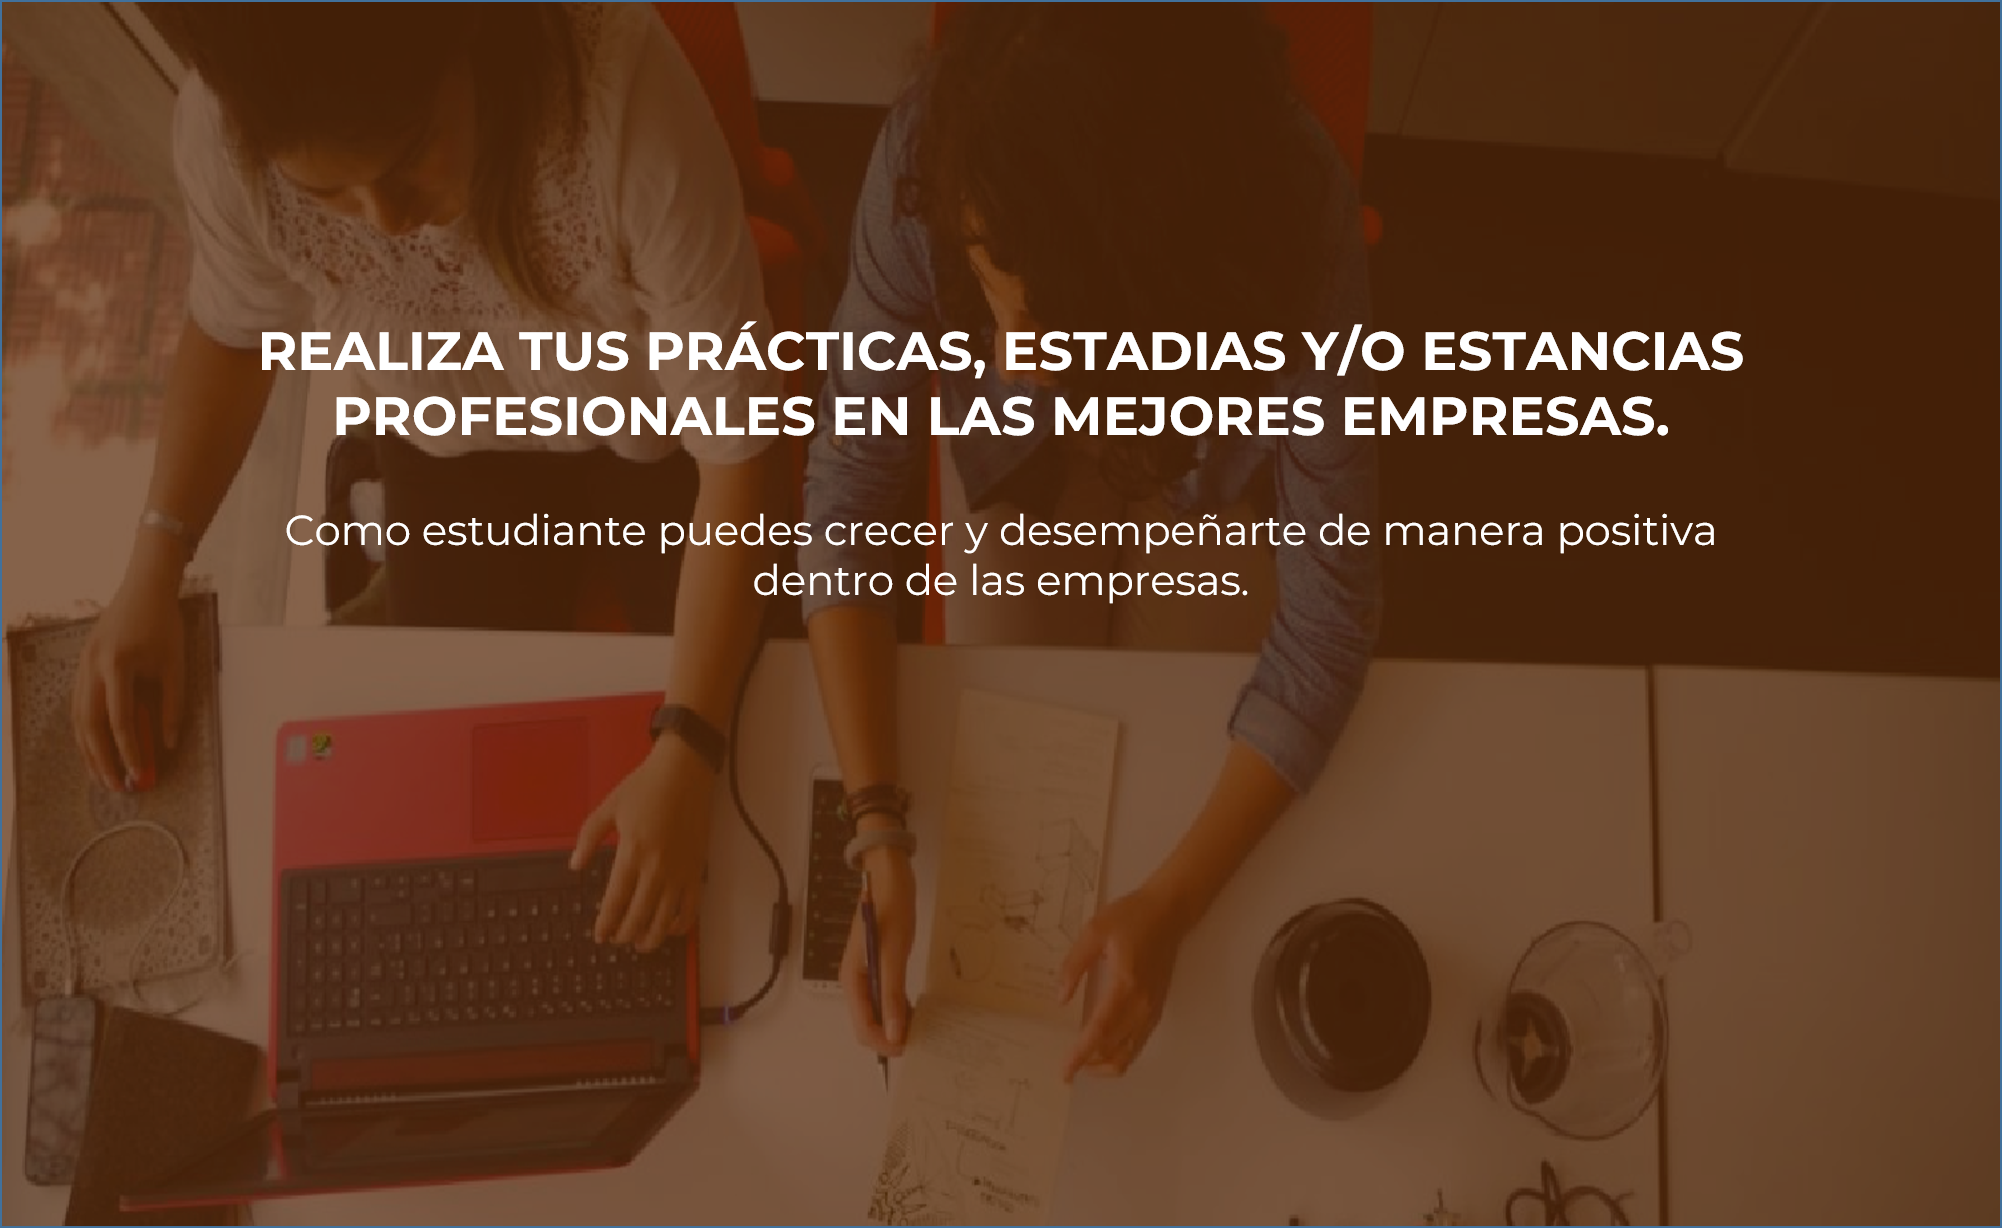 REALIZA TUS PRÁCTICAS, ESTADIAS Y/O ESTANCIAS
PROFESIONALES EN LAS MEJORES EMPRESAS.
Como estudiante puedes crecer y desempeñarte de manera positiva
dentro de las empresas.